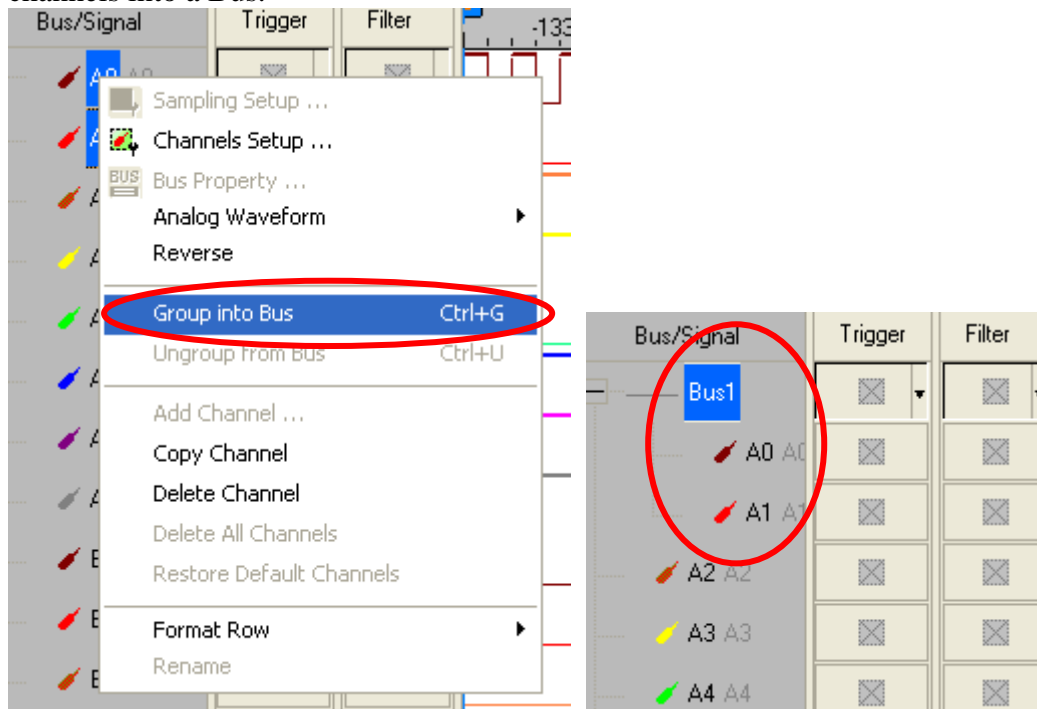 channels into a Bus.
Bus/Signal Trigger Filter -133
A0 A0
Sampling Setup ...
A Channels Setup ...
BUS Bus Property ...
A Analog Waveform
A Reverse
A Group into Bus Ctrl+G
Ungroup from Bus Ctrl+U
A
Add Channel ...
A Copy Channel
A Delete Channel
Delete All Channels
B Restore Default Channels
B Format Row
B Rename
Bus/Signal Trigger Filter
Bus1
A0 A0
A1 A1
A2 A2
A3 A3
A4 A4